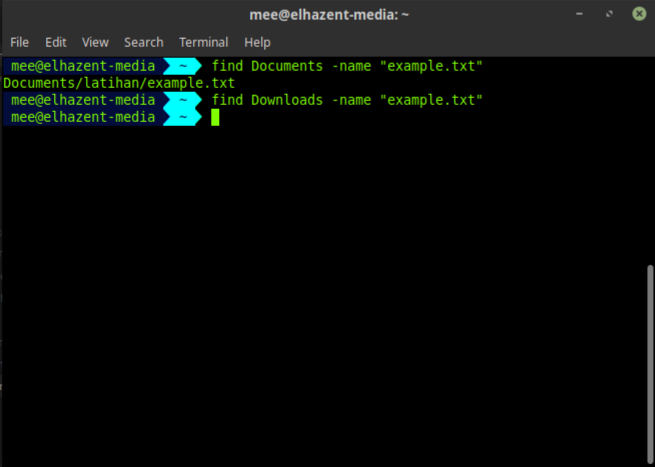 mee@elhazent-media: ~
File Edit View Search Terminal Help
mee@elhazent-media ~ find Documents -name "example.txt"
Documents/latihan/example.txt
mee@elhazent-media ~ find Downloads -name "example.txt"
mee@elhazent-media ~